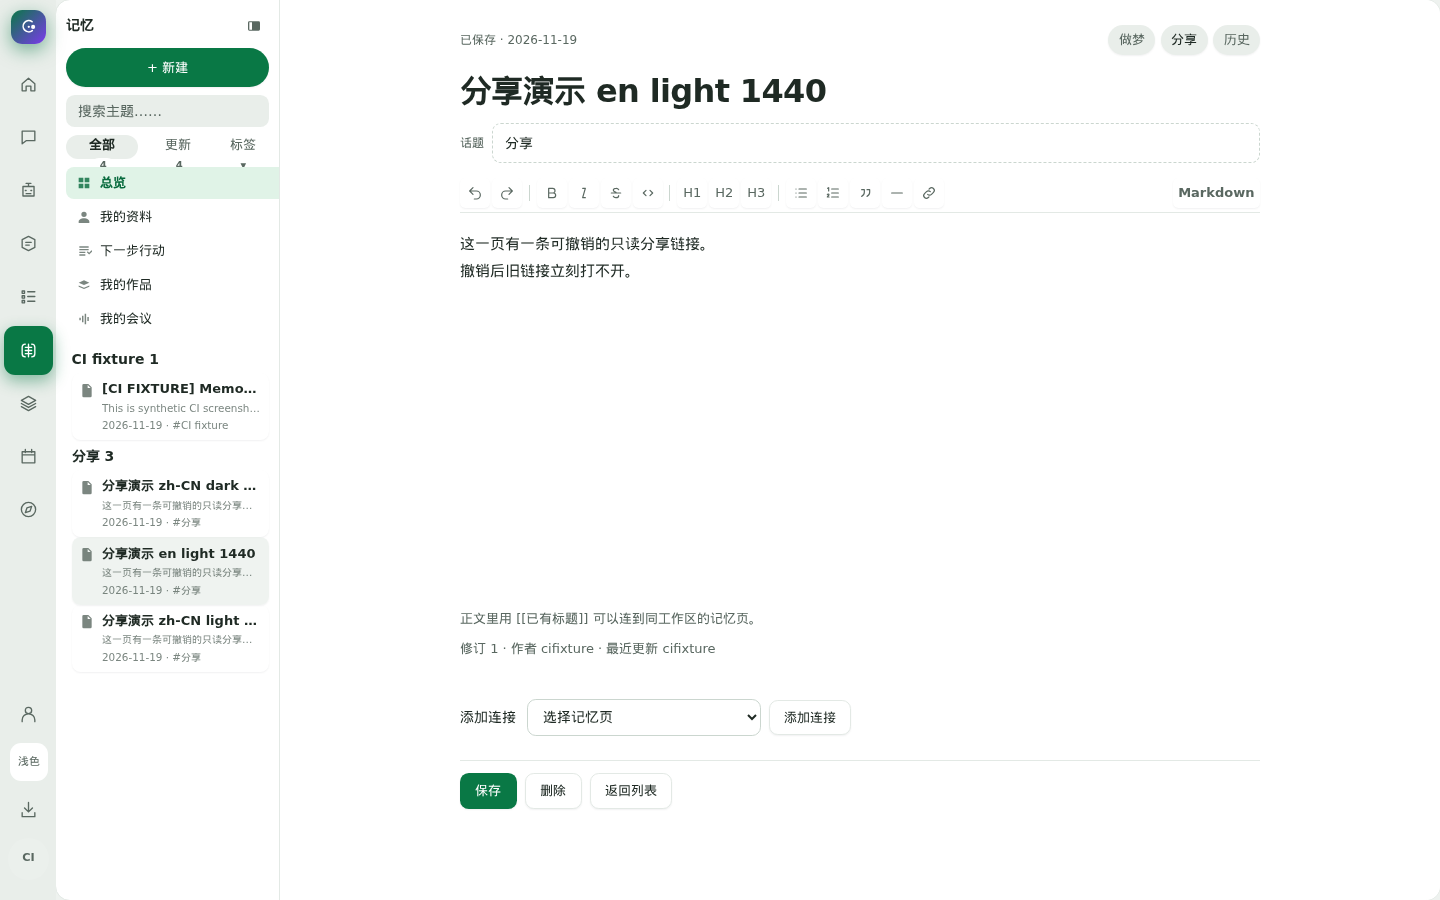 记忆
+ 新建
搜索主题……
全部 更新 标签
4 4 ▾
总览
我的资料
下一步行动
我的作品
我的会议
CI fixture 1
[CI FIXTURE] Memo…
This is synthetic CI screensh…
2026-11-19 · #CI fixture
分享 3
分享演示 zh-CN dark …
这一页有一条可撤销的只读分享…
2026-11-19 · #分享
分享演示 en light 1440
这一页有一条可撤销的只读分享…
2026-11-19 · #分享
分享演示 zh-CN light …
这一页有一条可撤销的只读分享…
2026-11-19 · #分享
浅色
CI
已保存 · 2026-11-19
做梦 分享 历史
分享演示 en light 1440
话题 分享
B I S H1 H2 H3 Markdown
这一页有一条可撤销的只读分享链接。
撤销后旧链接立刻打不开。
正文里用 [[已有标题]] 可以连到同工作区的记忆页。
修订 1 · 作者 cifixture · 最近更新 cifixture
添加连接 选择记忆页 添加连接
保存 删除 返回列表